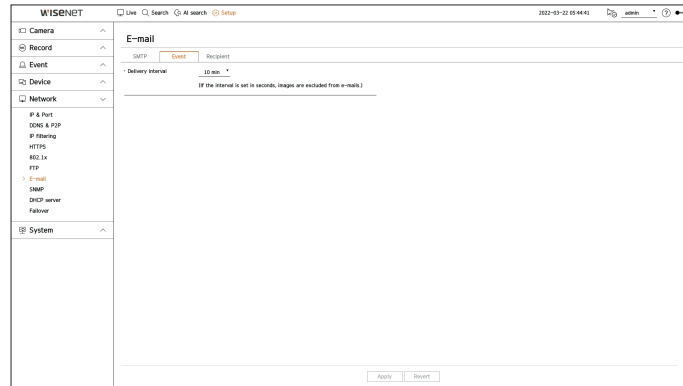 WISENET
Live Search AI search Setup
2022-03-22 05:44:41 admin ?
Camera
Record
Event
Device
Network
IP & Port
DDNS & P2P
IP filtering
HTTPS
802.1x
FTP
> E-mail
SNMP
DHCP server
Failover
System
E-mail
SMTP Event Recipient
· Delivery interval 10 min
(If the interval is set in seconds, images are excluded from e-mails.)
Apply Revert